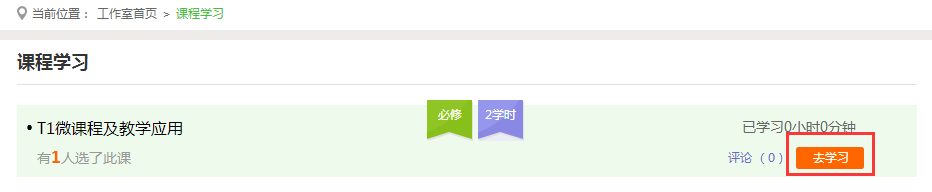 当前位置： 工作室首页 > 课程学习
课程学习
必修 2学时
• T1微课程及教学应用 已学习0小时0分钟
有1人选了此课 评论（0） 去学习